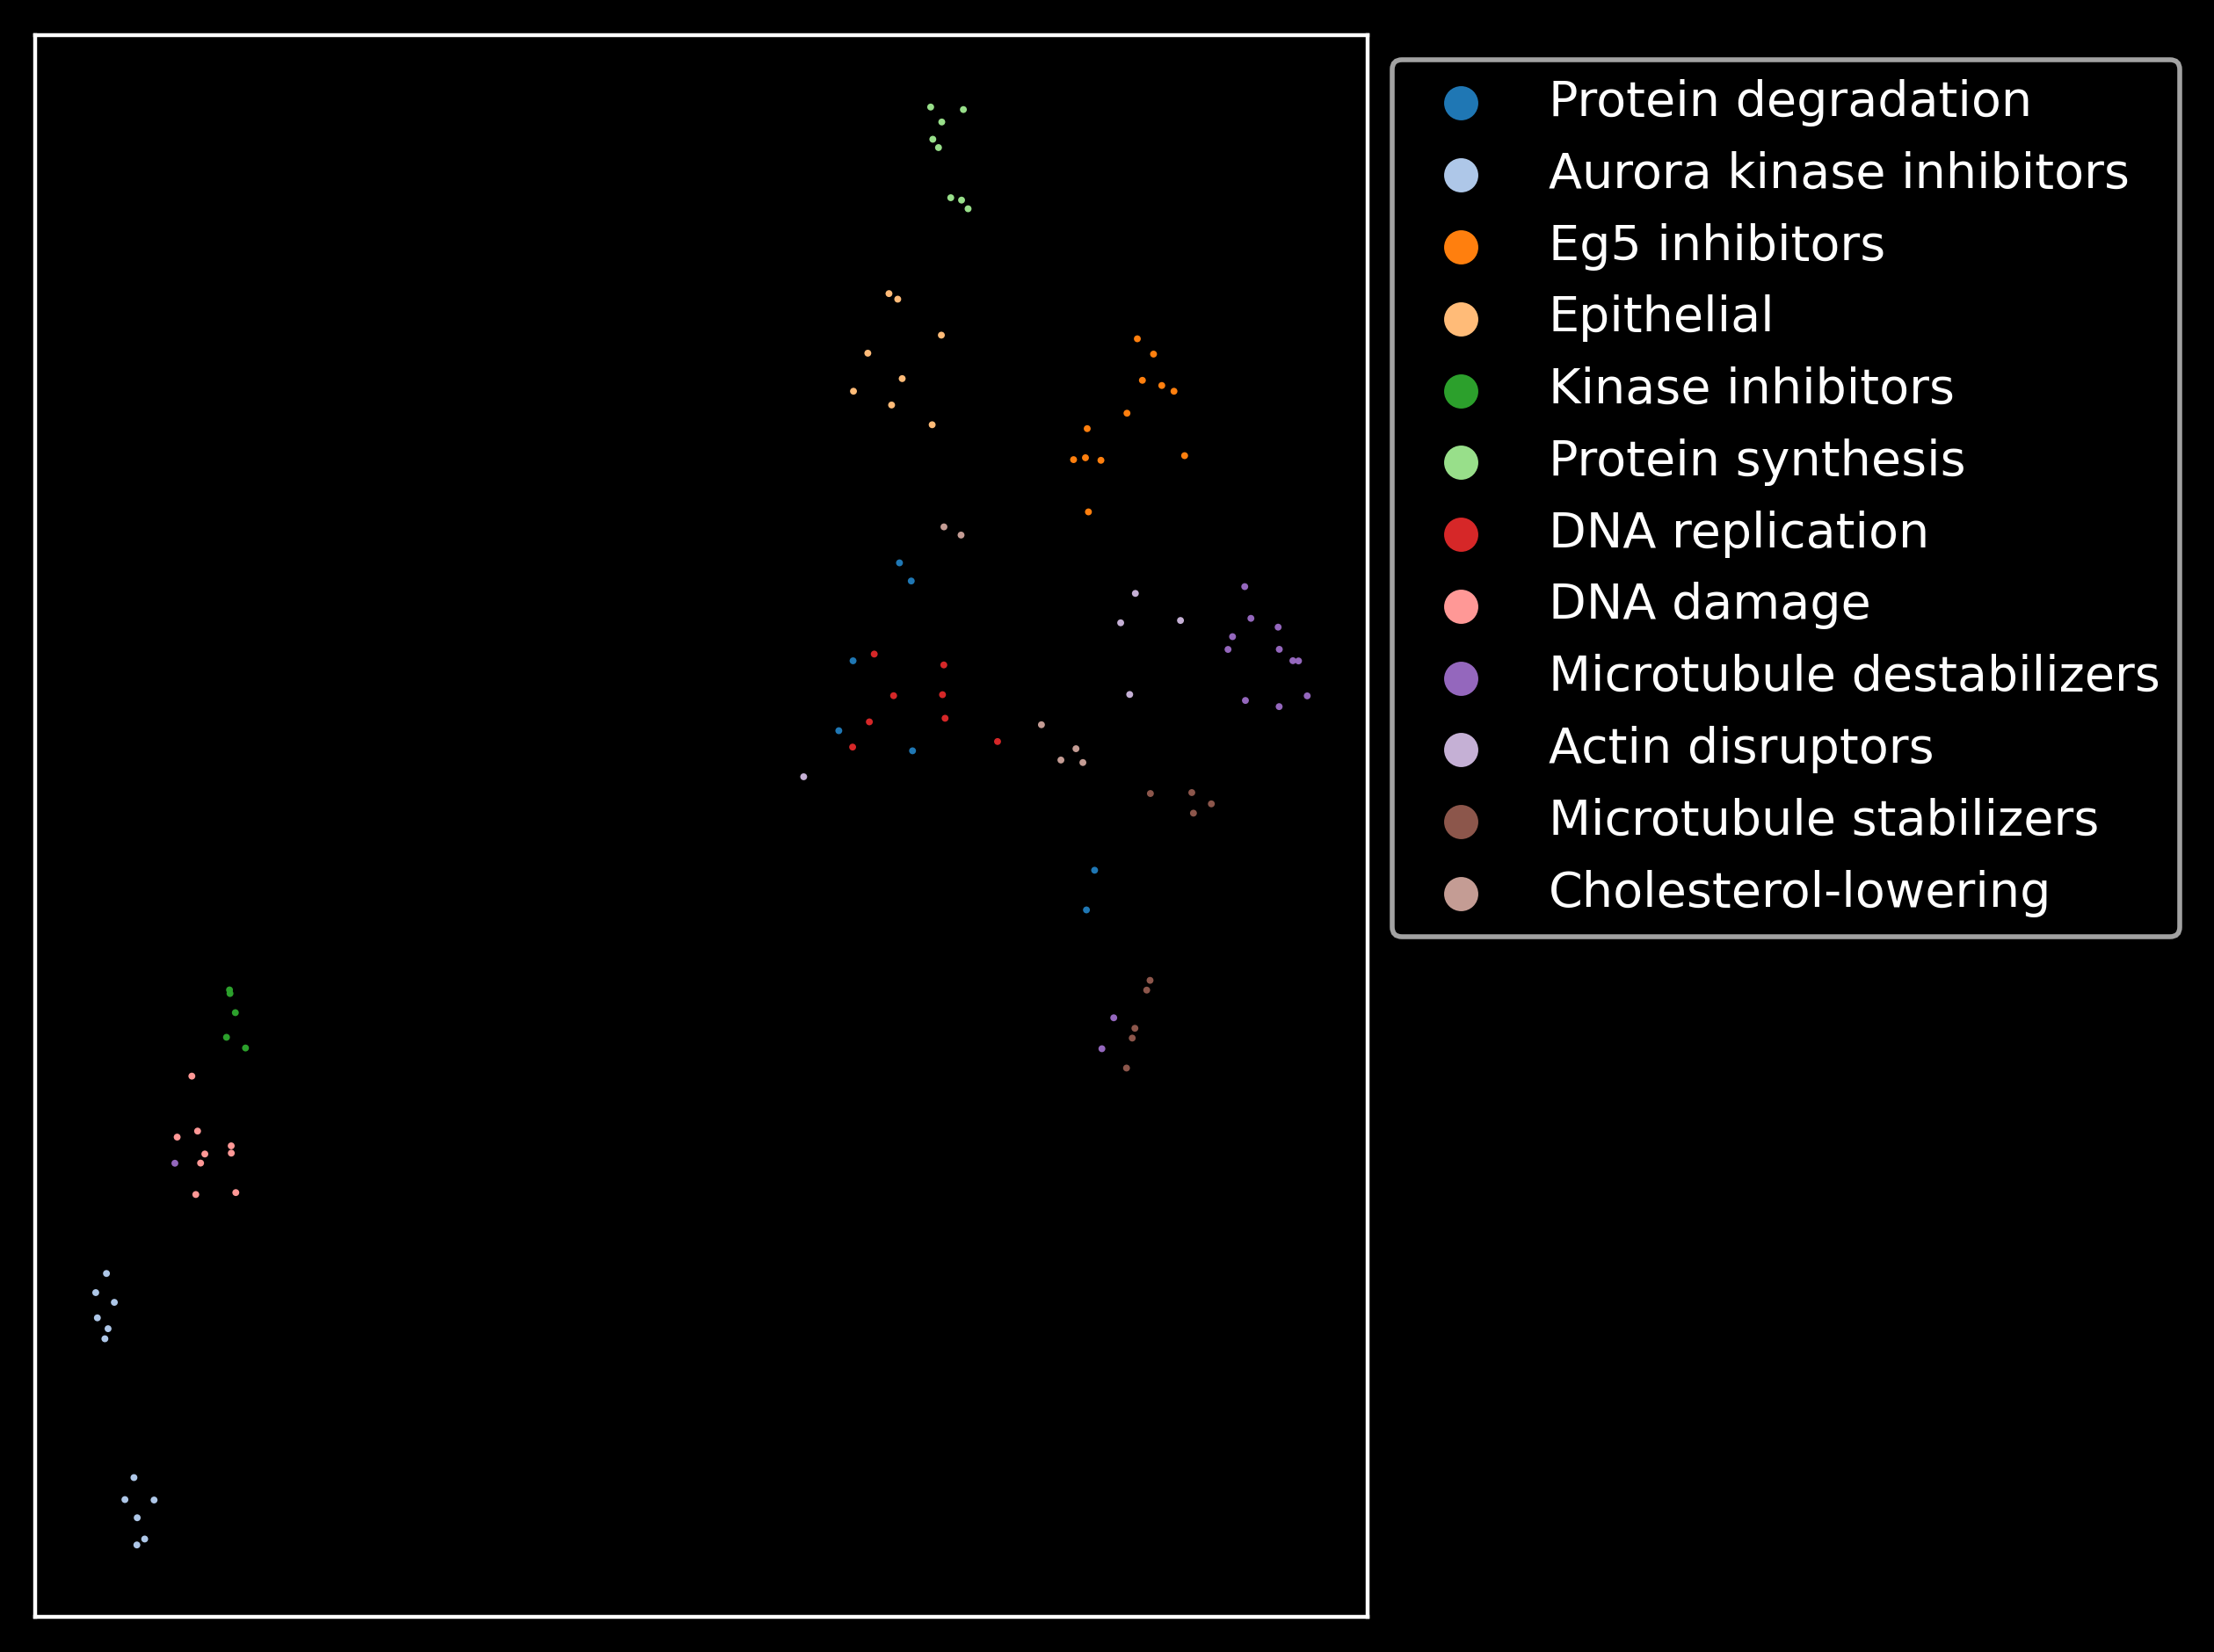 Protein degradation
Aurora kinase inhibitors
Eg5 inhibitors
Epithelial
Kinase inhibitors
Protein synthesis
DNA replication
DNA damage
Microtubule destabilizers
Actin disruptors
Microtubule stabilizers
Cholesterol-lowering